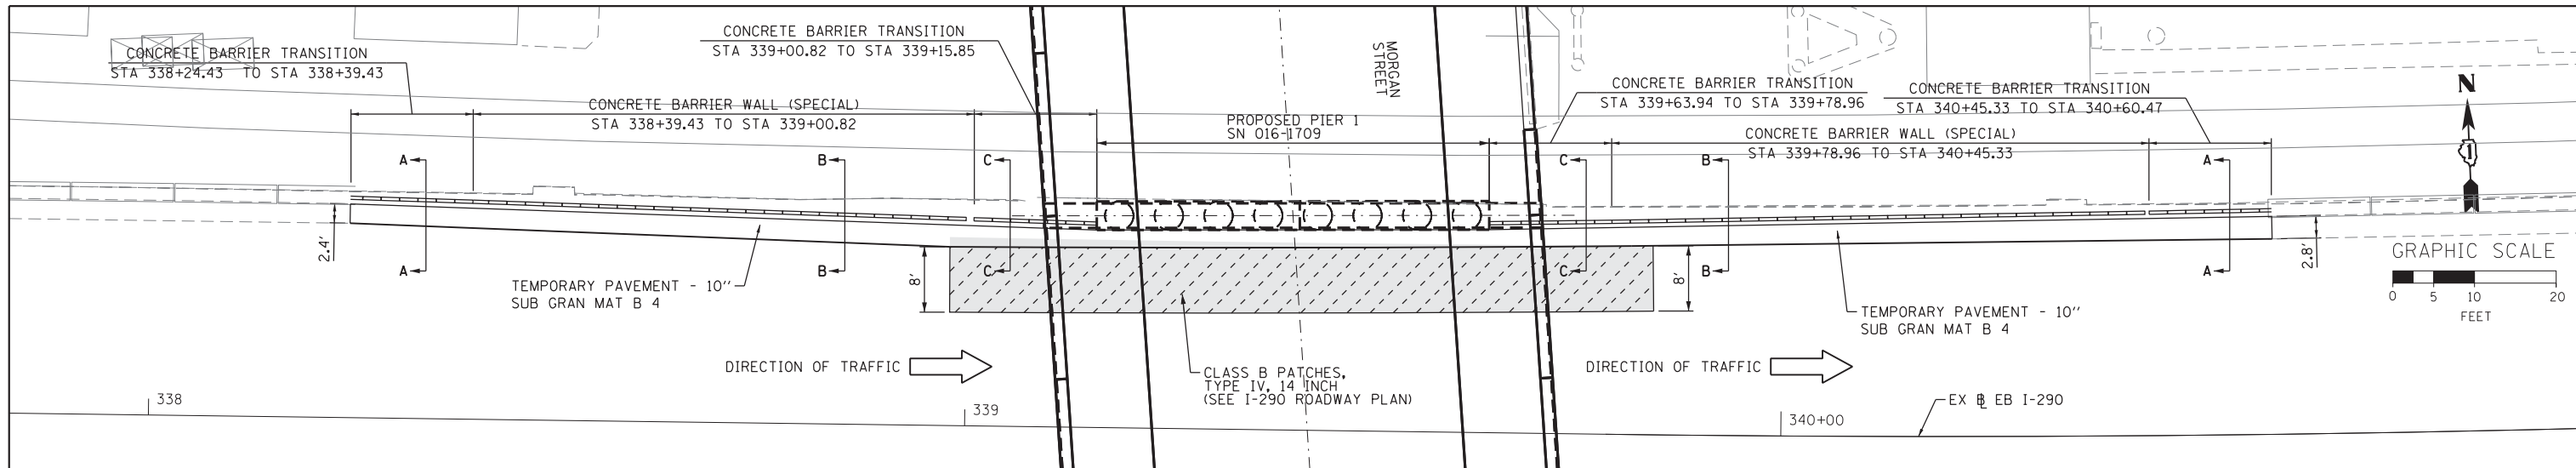 CONCRETE BARRIER TRANSITION
STA 338+24.43 TO STA 338+39.43
CONCRETE BARRIER TRANSITION
STA 339+00.82 TO STA 339+15.85
CONCRETE BARRIER WALL (SPECIAL)
STA 338+39.43 TO STA 339+00.82
MORGAN
STREET
PROPOSED PIER 1
SN 016-1709
CONCRETE BARRIER TRANSITION
STA 339+63.94 TO STA 339+78.96
CONCRETE BARRIER TRANSITION
STA 340+45.33 TO STA 340+60.47
CONCRETE BARRIER WALL (SPECIAL)
STA 339+78.96 TO STA 340+45.33
N
A
B
C
C
B
A
A
B
C
C
B
A
2.4'
8'
8'
2.8'
TEMPORARY PAVEMENT - 10''
SUB GRAN MAT B 4
TEMPORARY PAVEMENT - 10''
SUB GRAN MAT B 4
GRAPHIC SCALE
0 5 10 20
FEET
DIRECTION OF TRAFFIC
DIRECTION OF TRAFFIC
CLASS B PATCHES,
TYPE IV, 14 INCH
(SEE I-290 ROADWAY PLAN)
338
339
340+00
EX BL EB I-290